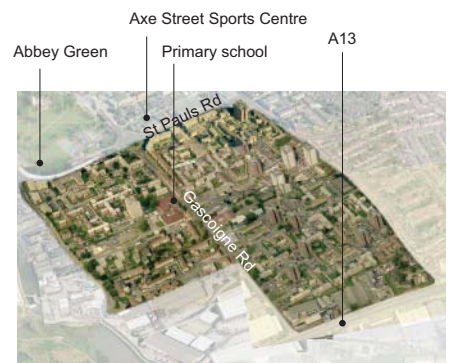 Axe Street Sports Centre
Abbey Green
Primary school
A13
St Pauls Rd
Gascoigne Rd